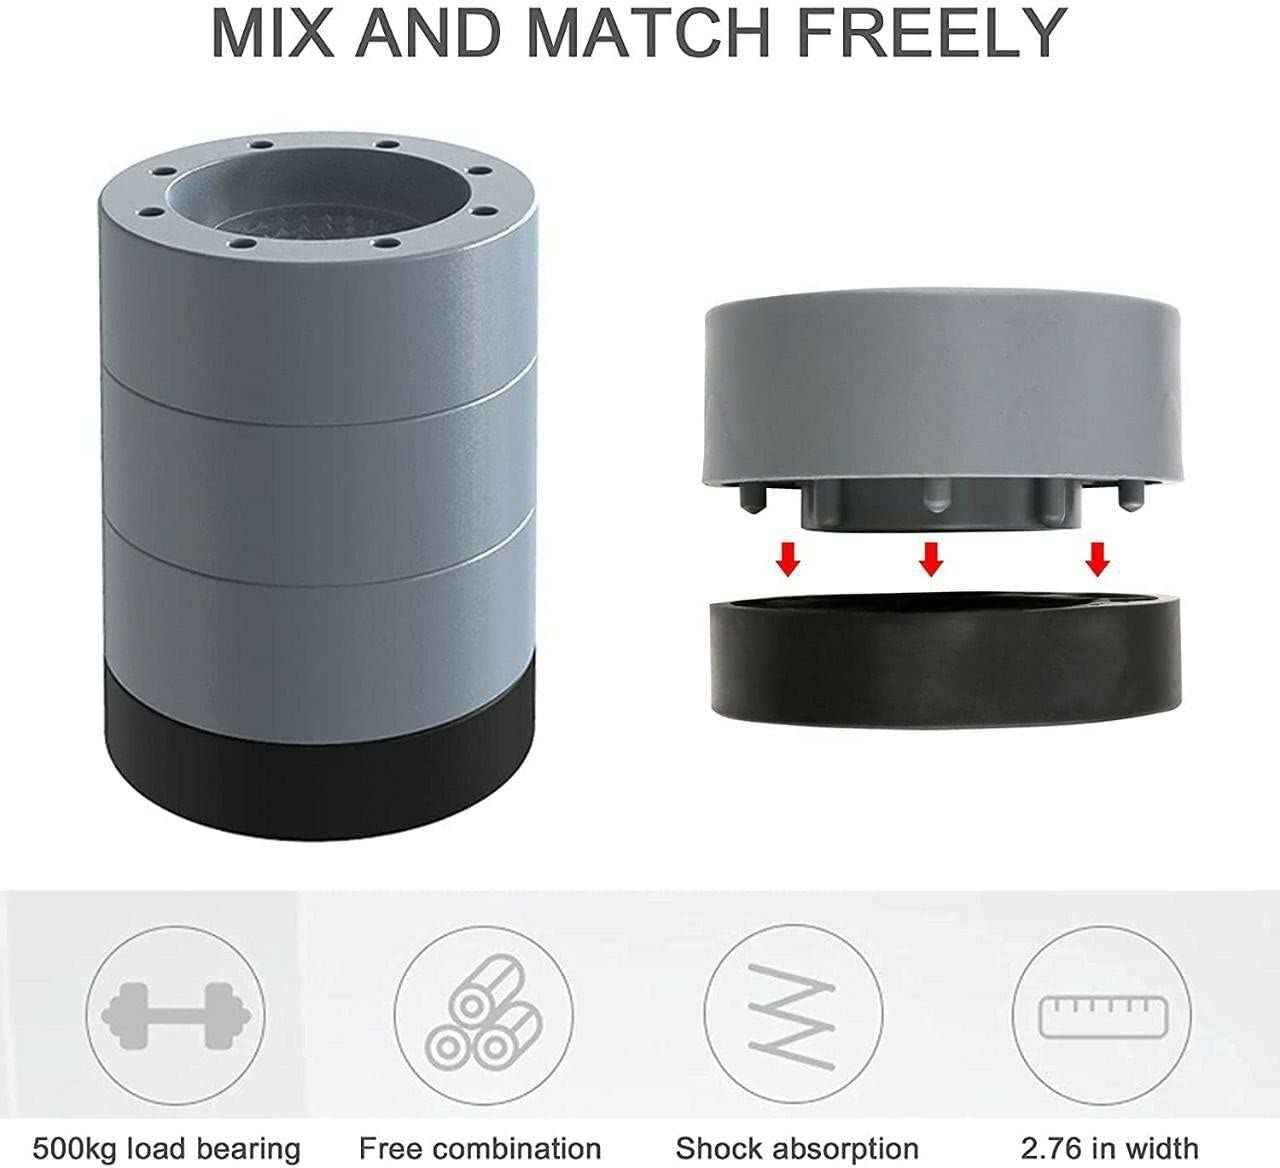 MIX AND MATCH FREELY
500kg load bearing
Free combination
Shock absorption
2.76 in width